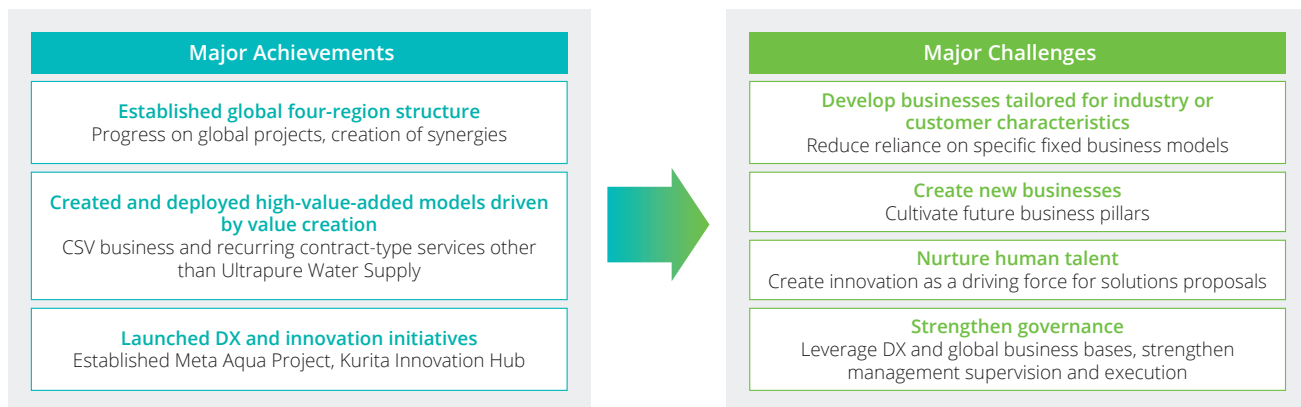 Major Achievements
Established global four-region structure
Progress on global projects, creation of synergies
Created and deployed high-value-added models driven
by value creation
CSV business and recurring contract-type services other
than Ultrapure Water Supply
Launched DX and innovation initiatives
Established Meta Aqua Project, Kurita Innovation Hub
Major Challenges
Develop businesses tailored for industry or
customer characteristics
Reduce reliance on specific fixed business models
Create new businesses
Cultivate future business pillars
Nurture human talent
Create innovation as a driving force for solutions proposals
Strengthen governance
Leverage DX and global business bases, strengthen
management supervision and execution